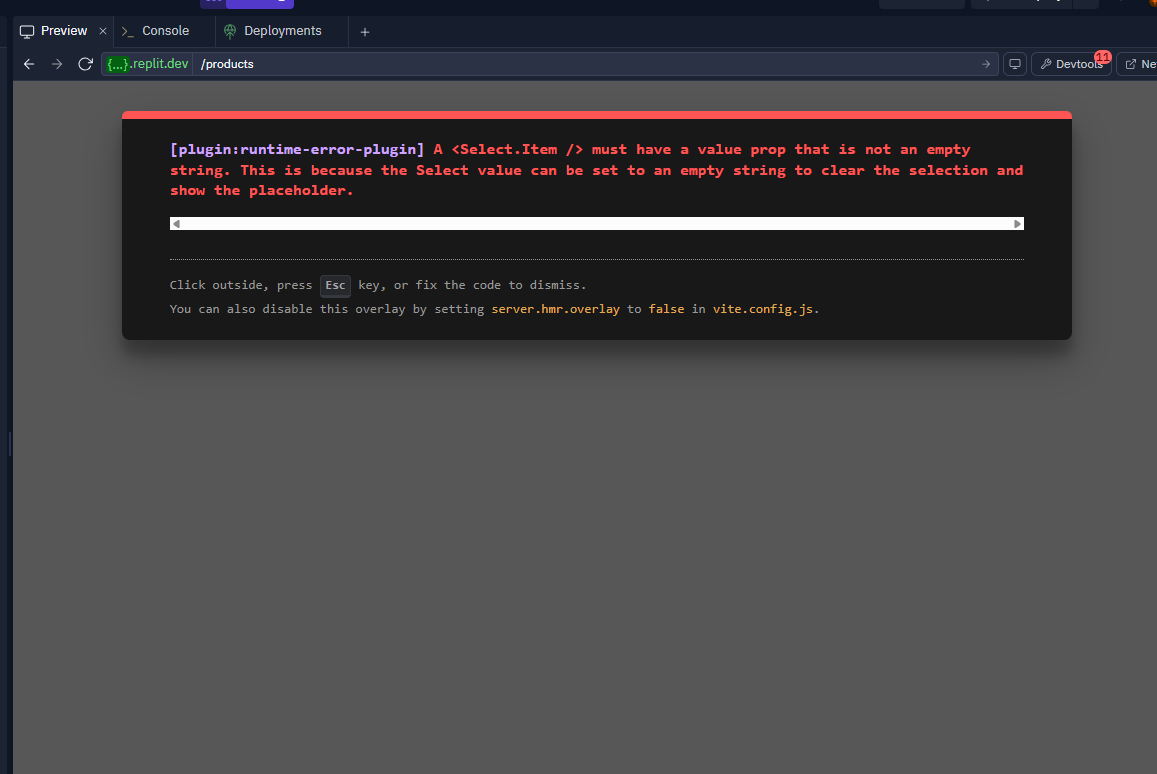 Preview
Console
Deployments
{...}.replit.dev
/products
Devtools
11
Ne
[plugin:runtime-error-plugin] A <Select.Item /> must have a value prop that is not an empty
string. This is because the Select value can be set to an empty string to clear the selection and
show the placeholder.
Click outside, press Esc key, or fix the code to dismiss.
You can also disable this overlay by setting server.hmr.overlay to false in vite.config.js.